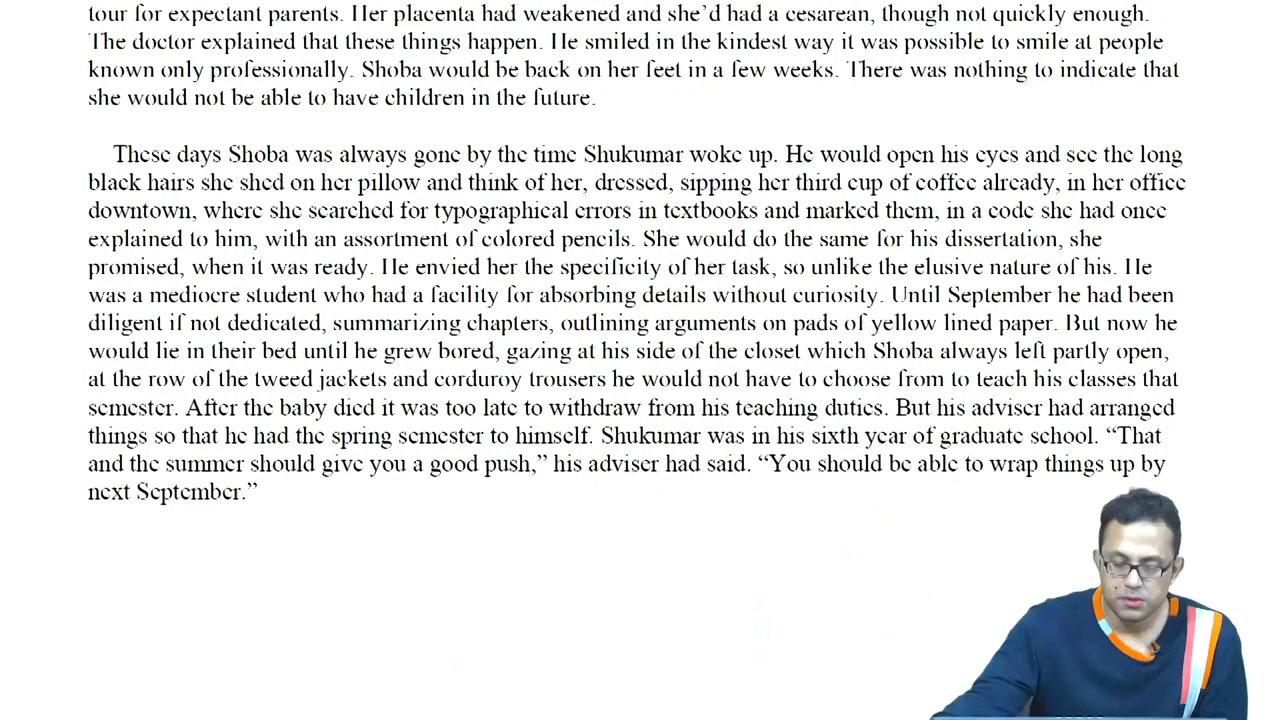 tour for expectant parents. Her placenta had weakened and she’d had a cesarean, though not quickly enough.
The doctor explained that these things happen. He smiled in the kindest way it was possible to smile at people
known only professionally. Shoba would be back on her feet in a few weeks. There was nothing to indicate that
she would not be able to have children in the future.
These days Shoba was always gone by the time Shukumar woke up. He would open his eyes and see the long
black hairs she shed on her pillow and think of her, dressed, sipping her third cup of coffee already, in her office
downtown, where she searched for typographical errors in textbooks and marked them, in a code she had once
explained to him, with an assortment of colored pencils. She would do the same for his dissertation, she
promised, when it was ready. He envied her the specificity of her task, so unlike the elusive nature of his. He
was a mediocre student who had a facility for absorbing details without curiosity. Until September he had been
diligent if not dedicated, summarizing chapters, outlining arguments on pads of yellow lined paper. But now he
would lie in their bed until he grew bored, gazing at his side of the closet which Shoba always left partly open,
at the row of the tweed jackets and corduroy trousers he would not have to choose from to teach his classes that
semester. After the baby died it was too late to withdraw from his teaching duties. But his adviser had arranged
things so that he had the spring semester to himself. Shukumar was in his sixth year of graduate school. “That
and the summer should give you a good push,” his adviser had said. “You should be able to wrap things up by
next September.”